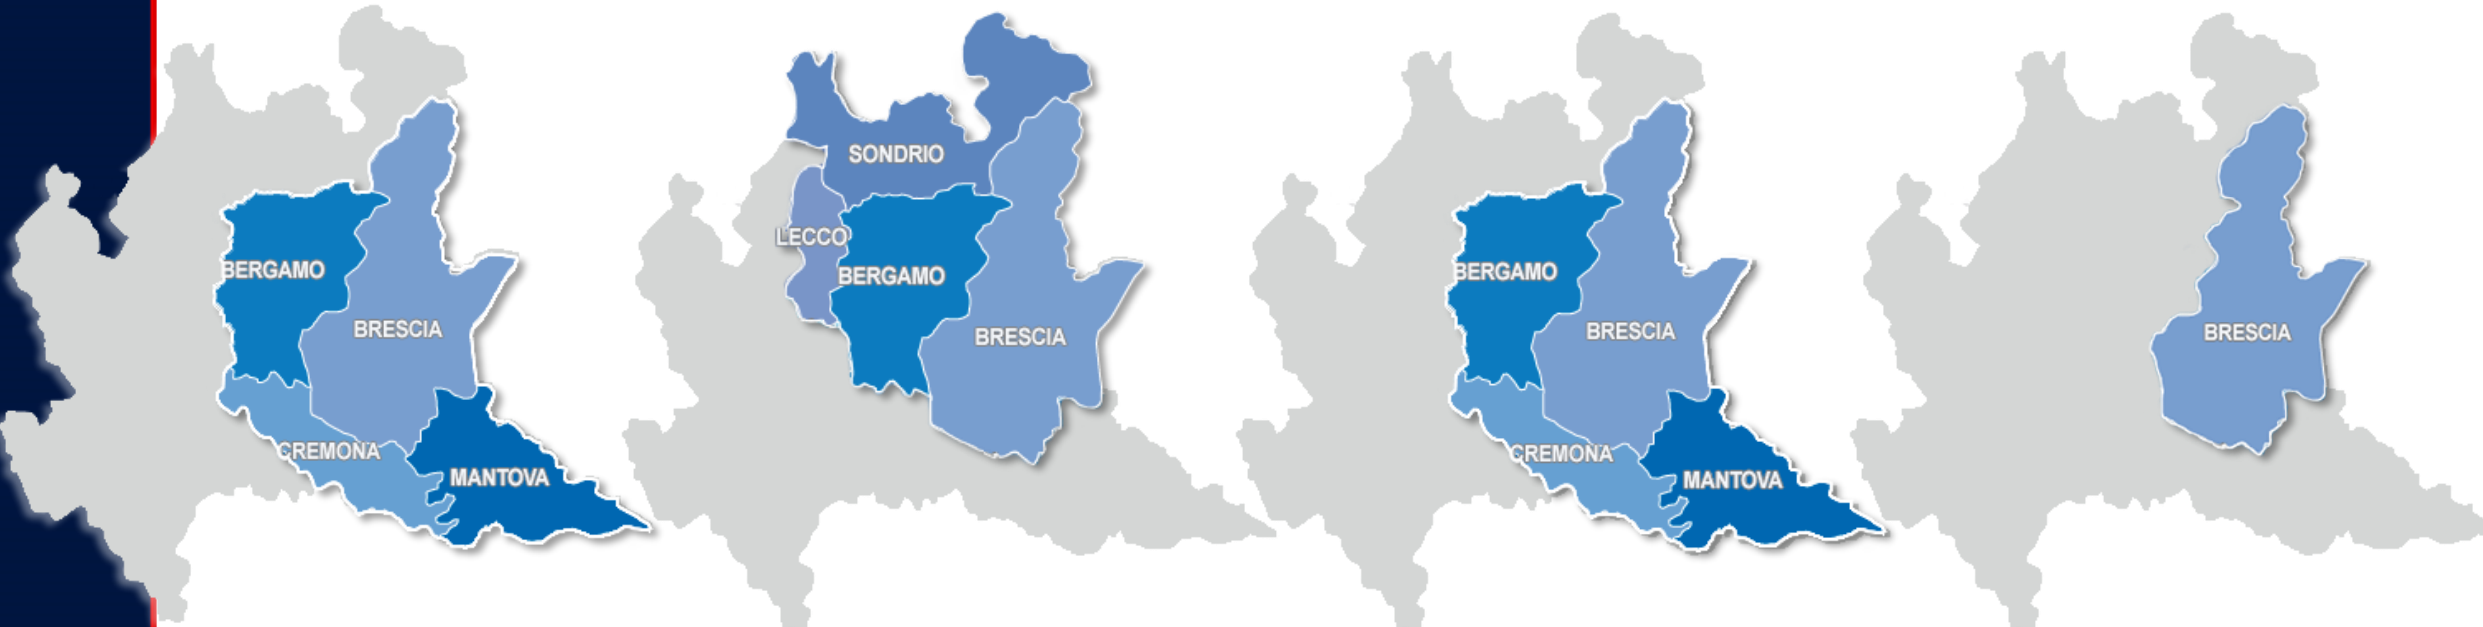 BERGAMO
BRESCIA
CREMONA
MANTOVA
SONDRIO
LECCO
BERGAMO
BRESCIA
BERGAMO
BRESCIA
CREMONA
MANTOVA
BRESCIA